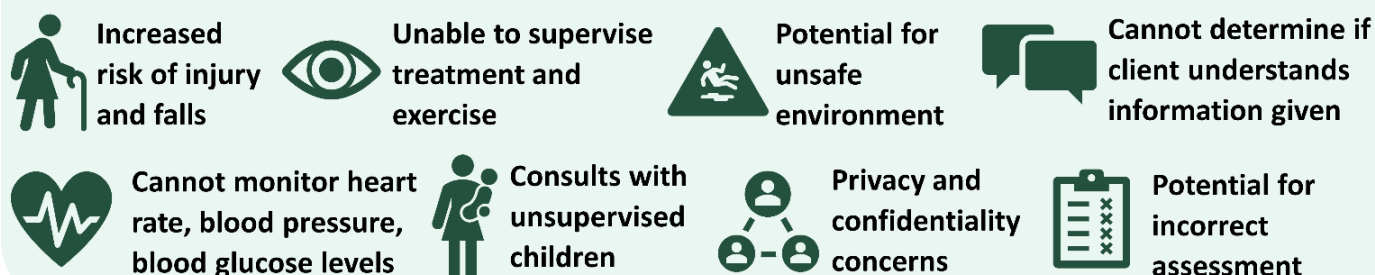 Increased
risk of injury
and falls
Unable to supervise
treatment and
exercise
Potential for
unsafe
environment
Cannot determine if
client understands
information given
Cannot monitor heart
rate, blood pressure,
blood glucose levels
Consults with
unsupervised
children
Privacy and
confidentiality
concerns
Potential for
incorrect
assessment